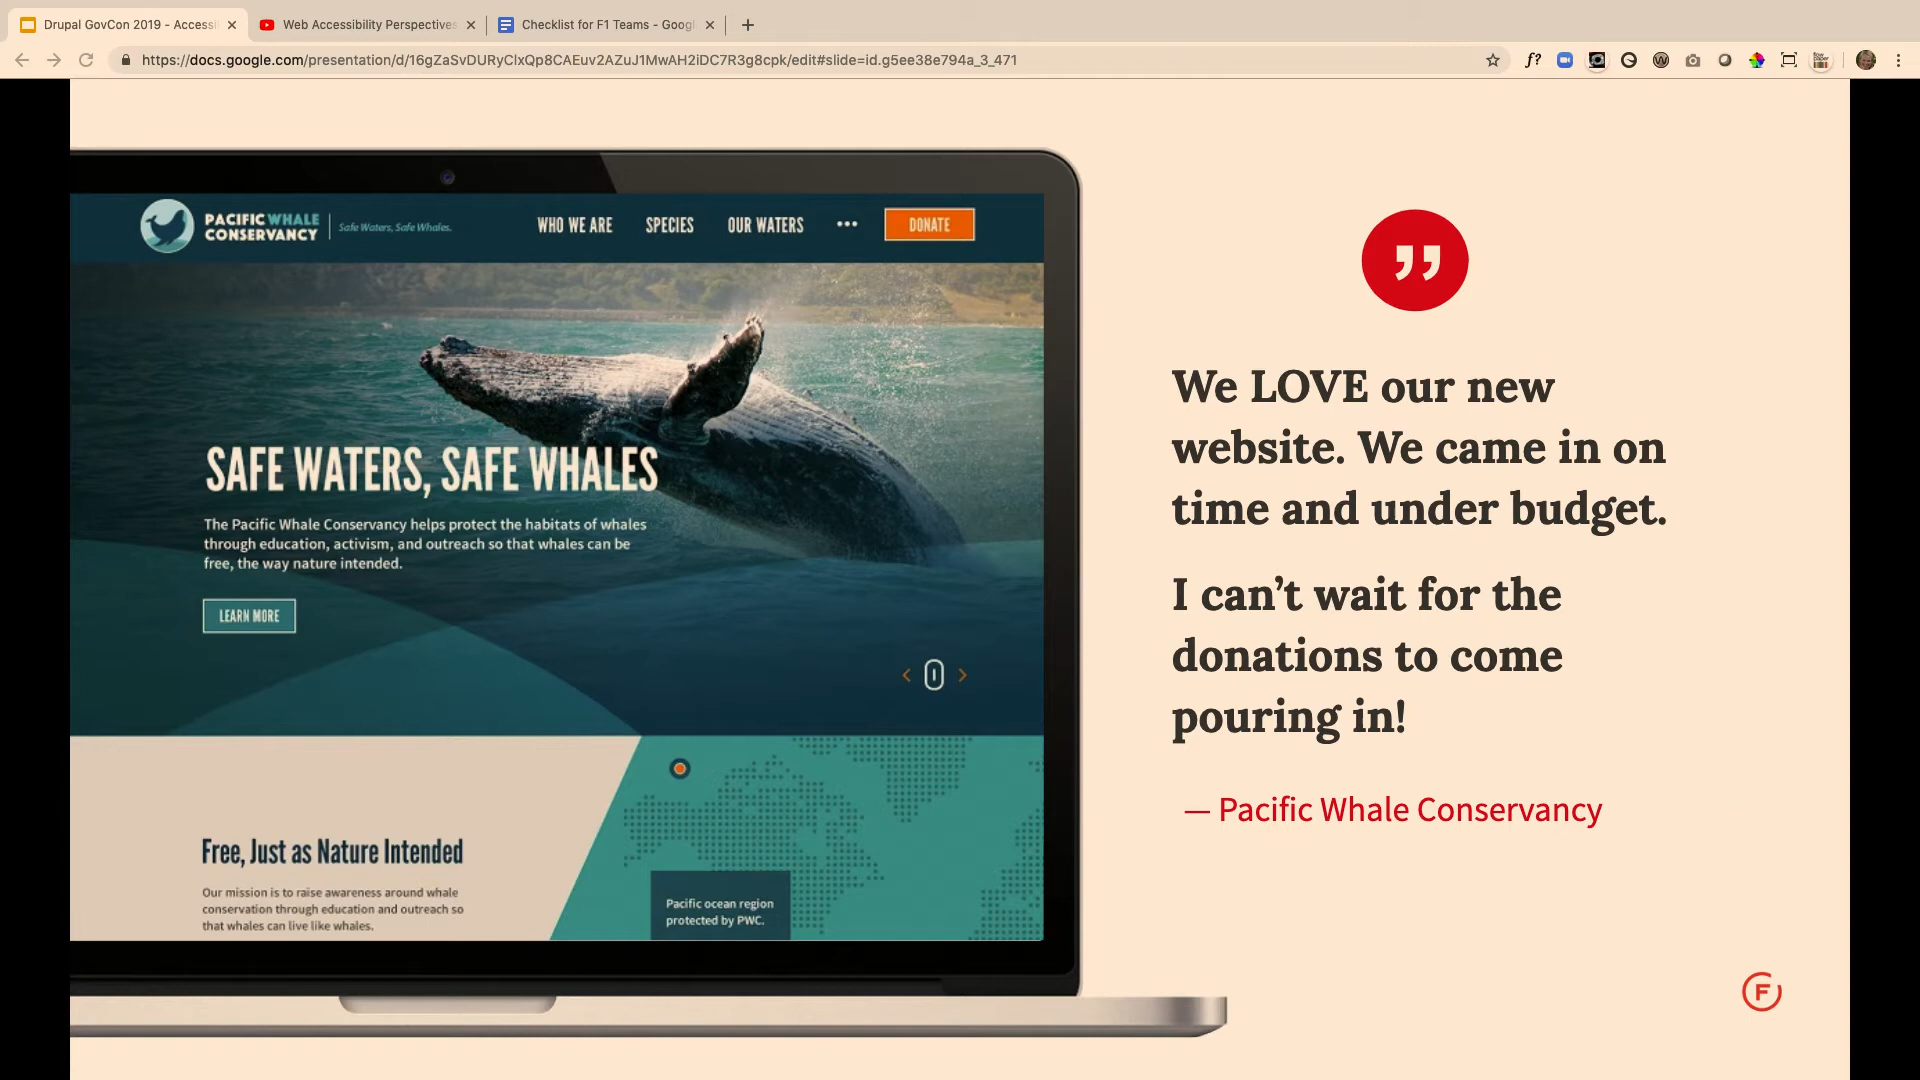 Drupal GovCon 2019 - Accessi
Web Accessibility Perspectives
Checklist for F1 Teams - Googl
https://docs.google.com/presentation/d/16gZaSvDURyClxQp8CAEuv2AZuJ1MwAH2iDC7R3g8cpk/edit#slide=id.g5ee38e794a_3_471
f?
PACIFIC WHALE
CONSERVANCY
Safe Waters, Safe Whales.
WHO WE ARE
SPECIES
OUR WATERS
•••
DONATE
SAFE WATERS, SAFE WHALES
The Pacific Whale Conservancy helps protect the habitats of whales
through education, activism, and outreach so that whales can be
free, the way nature intended.
LEARN MORE
Free, Just as Nature Intended
Our mission is to raise awareness around whale
conservation through education and outreach so
that whales can live like whales.
Pacific ocean region
protected by PWC.
”
We LOVE our new
website. We came in on
time and under budget.
I can’t wait for the
donations to come
pouring in!
— Pacific Whale Conservancy
F